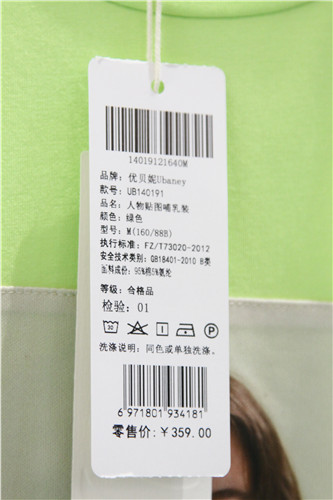 14019121640M
品牌: 优贝妮Ubaney
款号: UB140191
品名: 人物贴图哺乳装
颜色: 绿色
型号: M(160/88B)
执行标准: FZ/T73020-2012
安全技术类别: GB18401-2010 B类
面料成份: 95%棉5%氨纶
等级: 合格品
检验: 01
洗涤说明: 同色或单独洗涤.
6 971801 934181
零售价: ¥359.00